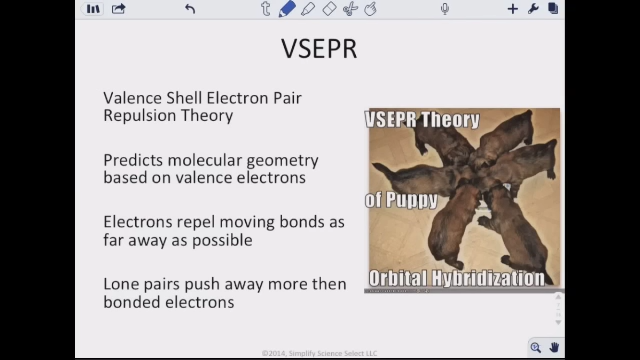 VSEPR
Valence Shell Electron Pair
Repulsion Theory
Predicts molecular geometry
based on valence electrons
Electrons repel moving bonds as
far away as possible
Lone pairs push away more then
bonded electrons
VSEPR Theory
of Puppy
Orbital Hybridization
©2014, Simplify Science Select LLC